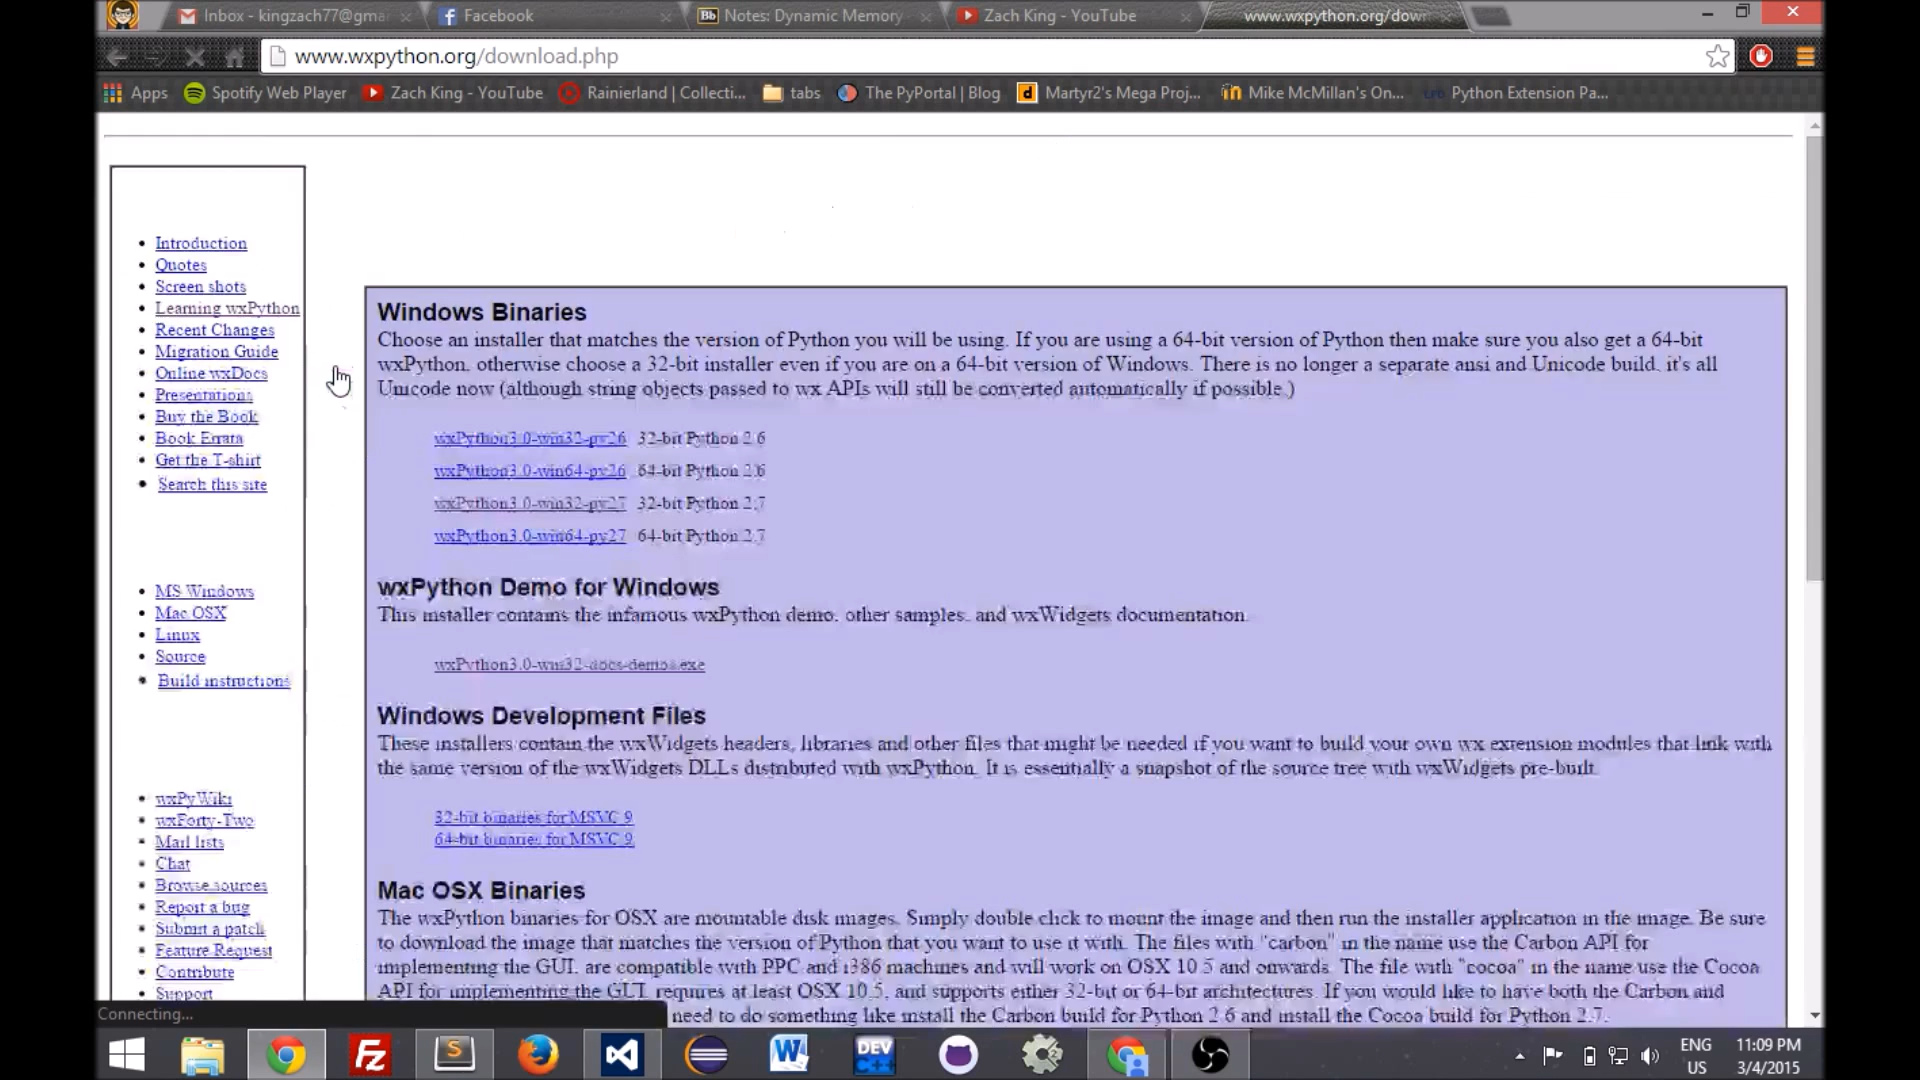 Inbox - kingzach77@gma
Facebook
Bb Notes: Dynamic Memory
Zach King - YouTube
www.wxpython.org/dow
www.wxpython.org/download.php
Apps
Spotify Web Player
Zach King - YouTube
Rainierland | Collecti...
tabs
The PyPortal | Blog
d Martyr2's Mega Proj...
Mike McMillan's On...
Python Extension Pa...
Introduction
Quotes
Screen shots
Learning wxPython
Recent Changes
Migration Guide
Online wxDocs
Presentations
Buy the Book
Book Errata
Get the T-shirt
Search this site
MS Windows
Mac OSX
Linux
Source
Build instructions
wxPyWiki
wxForty-Two
Mail lists
Chat
Browse sources
Report a bug
Submit a patch
Feature Request
Contribute
Support
Windows Binaries
Choose an installer that matches the version of Python you will be using. If you are using a 64-bit version of Python then make sure you also get a 64-bit
wxPython, otherwise choose a 32-bit installer even if you are on a 64-bit version of Windows. There is no longer a separate ansi and Unicode build, it's all
Unicode now (although string objects passed to wx APIs will still be converted automatically if possible.)
wxPython3.0-win32-py26 32-bit Python 2.6
wxPython3.0-win64-py26 64-bit Python 2.6
wxPython3.0-win32-py27 32-bit Python 2.7
wxPython3.0-win64-py27 64-bit Python 2.7
wxPython Demo for Windows
This installer contains the infamous wxPython demo, other samples, and wxWidgets documentation.
wxPython3.0-win32-docs-demos.exe
Windows Development Files
These installers contain the wxWidgets headers, libraries and other files that might be needed if you want to build your own wx extension modules that link with
the same version of the wxWidgets DLLs distributed with wxPython. It is essentially a snapshot of the source tree with wxWidgets pre-built.
32-bit binaries for MSVC 9
64-bit binaries for MSVC 9
Mac OSX Binaries
The wxPython binaries for OSX are mountable disk images. Simply double click to mount the image and then run the installer application in the image. Be sure
to download the image that matches the version of Python that you want to use it with. The files with "carbon" in the name use the Carbon API for
implementing the GUI, are compatible with PPC and i386 machines and will work on OSX 10.5 and onwards. The file with "cocoa" in the name use the Cocoa
API for implementing the GUI, requires at least OSX 10.5, and supports either 32-bit or 64-bit architectures. If you would like to have both the Carbon and
need to do something like install the Carbon build for Python 2.6 and install the Cocoa build for Python 2.7.
Connecting...
Fz
S
W
DEV
C++
ENG
US
11:09 PM
3/4/2015